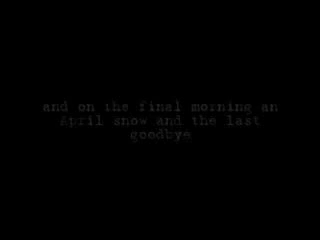 and on the final morning an
April snow and the last
goodbye